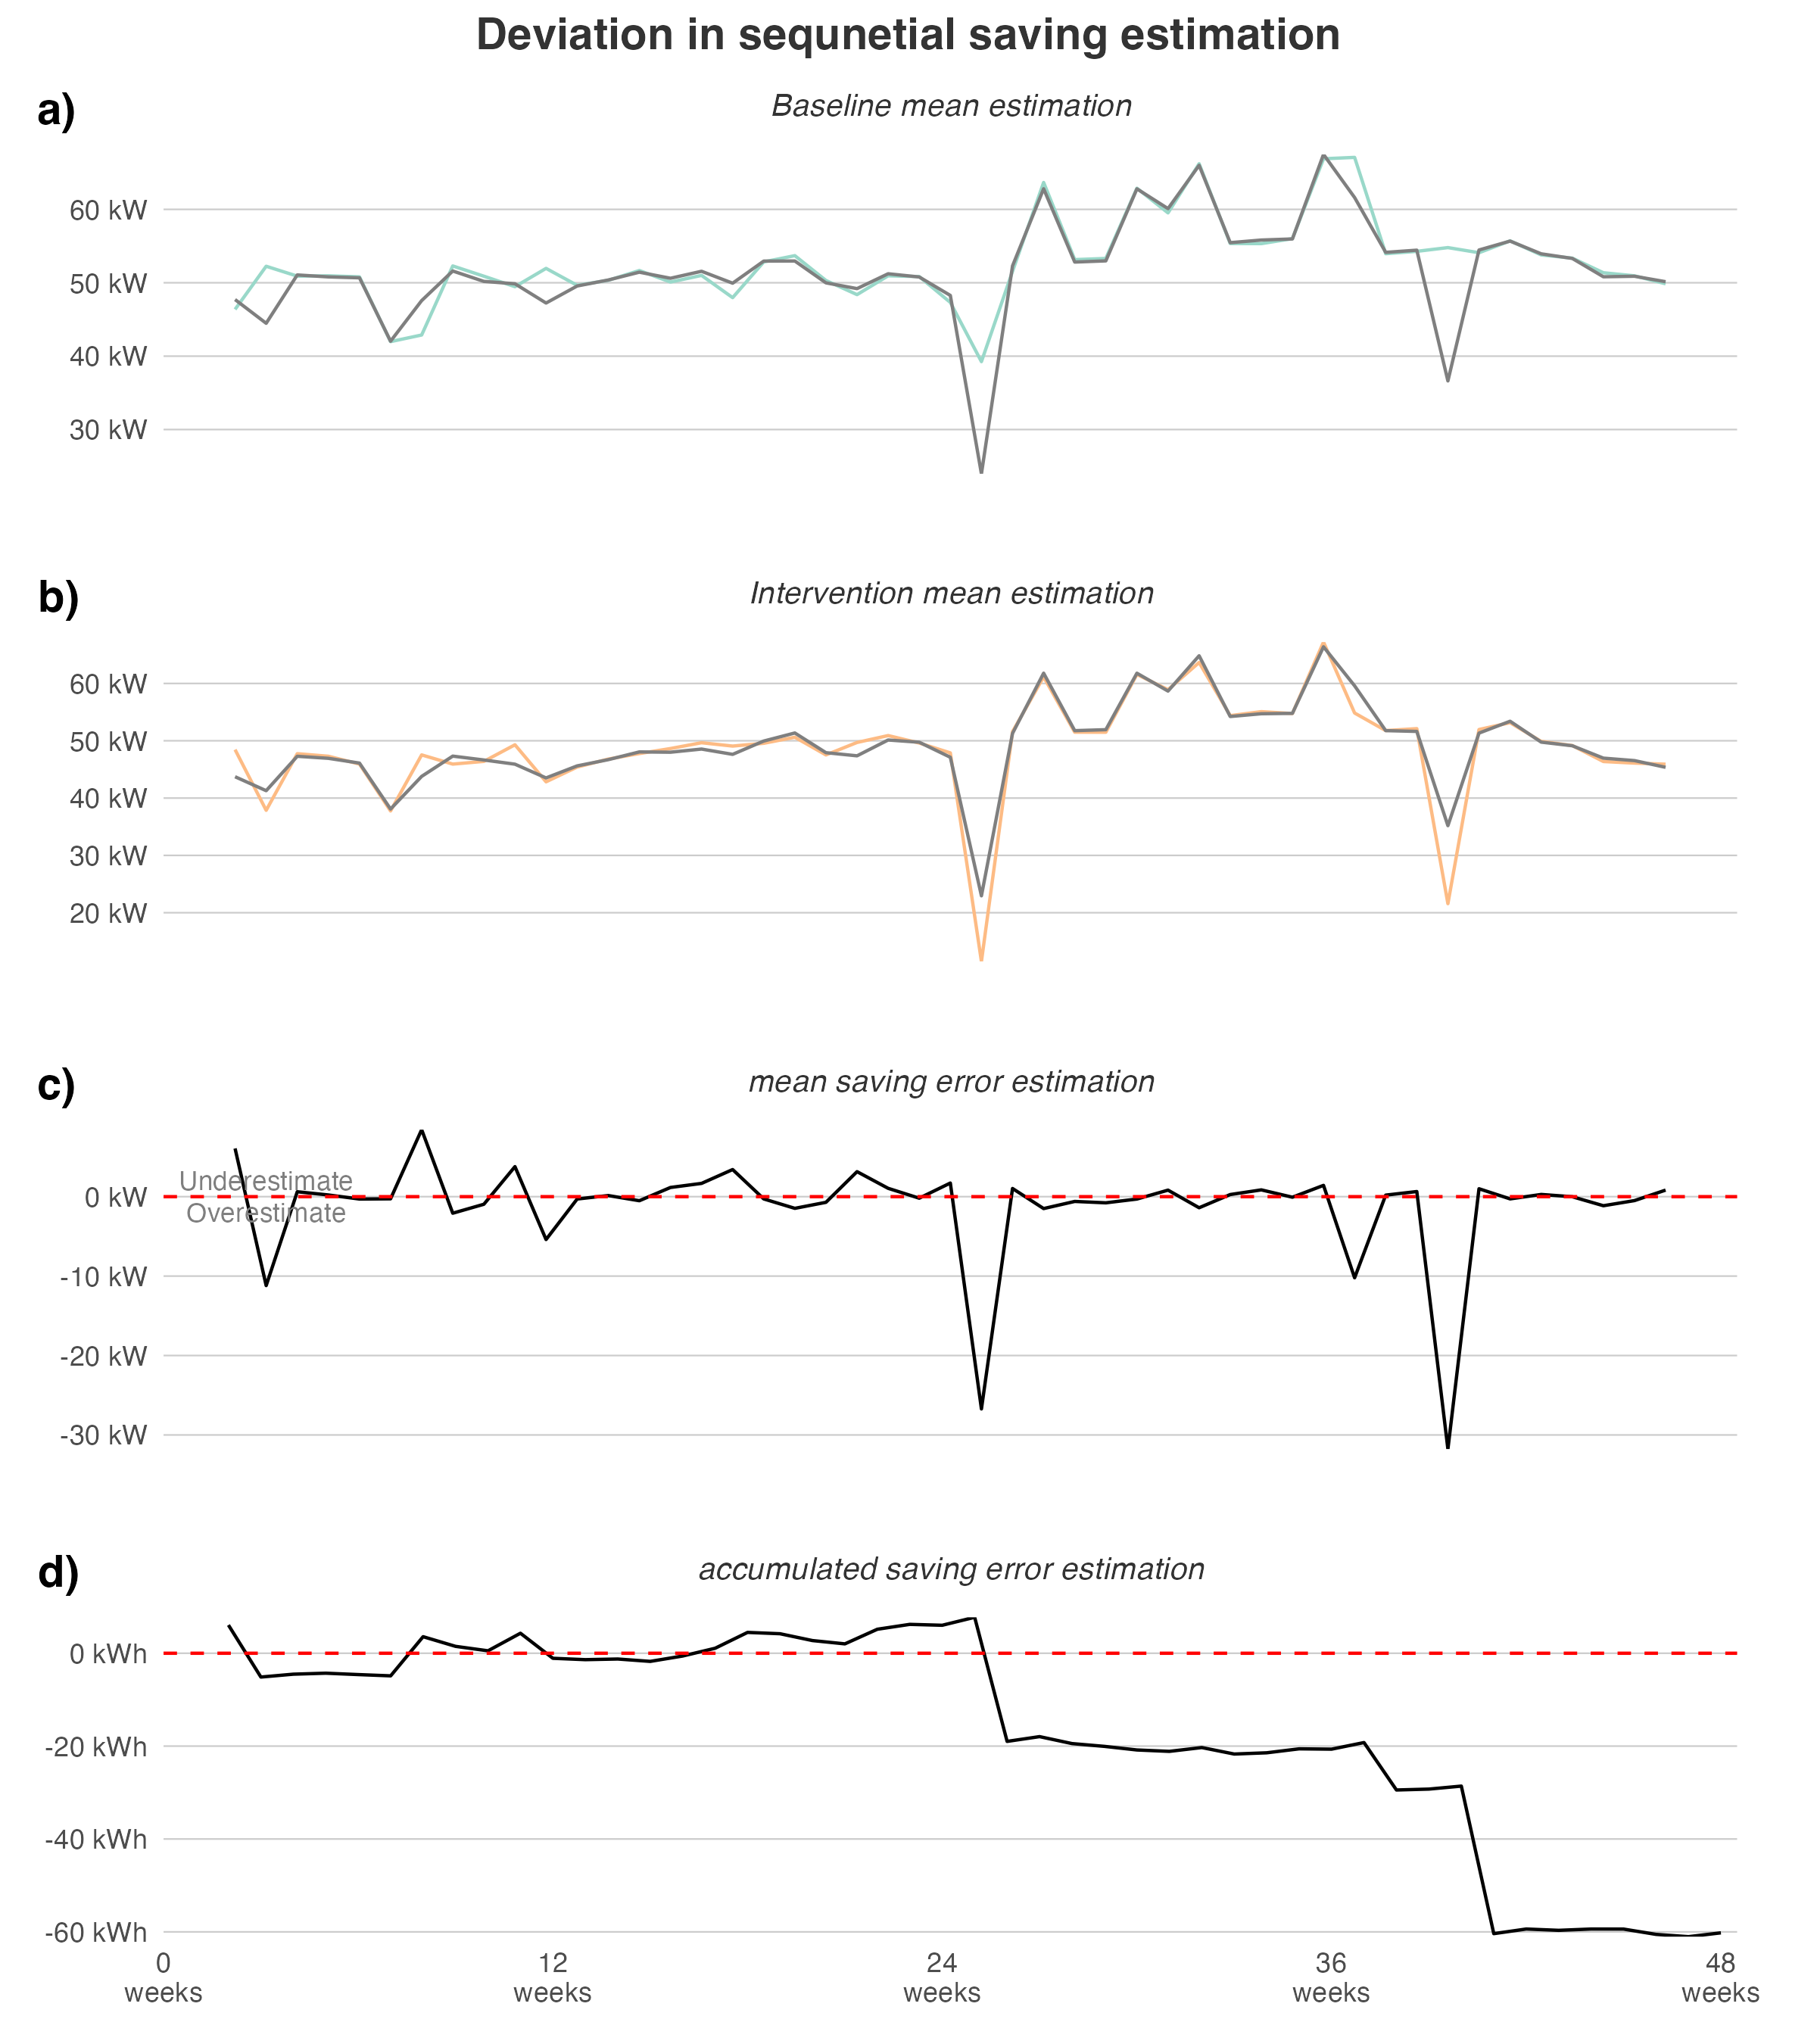 Deviation in sequnetial saving estimation
a)
Baseline mean estimation
60 kW
50 kW
40 kW
30 kW
b)
Intervention mean estimation
60 kW
50 kW
40 kW
30 kW
20 kW
c)
mean saving error estimation
Underestimate
0 kW
Overestimate
-10 kW
-20 kW
-30 kW
d)
accumulated saving error estimation
0 kWh
-20 kWh
-40 kWh
-60 kWh
0 12 24 36 48
weeks weeks weeks weeks weeks